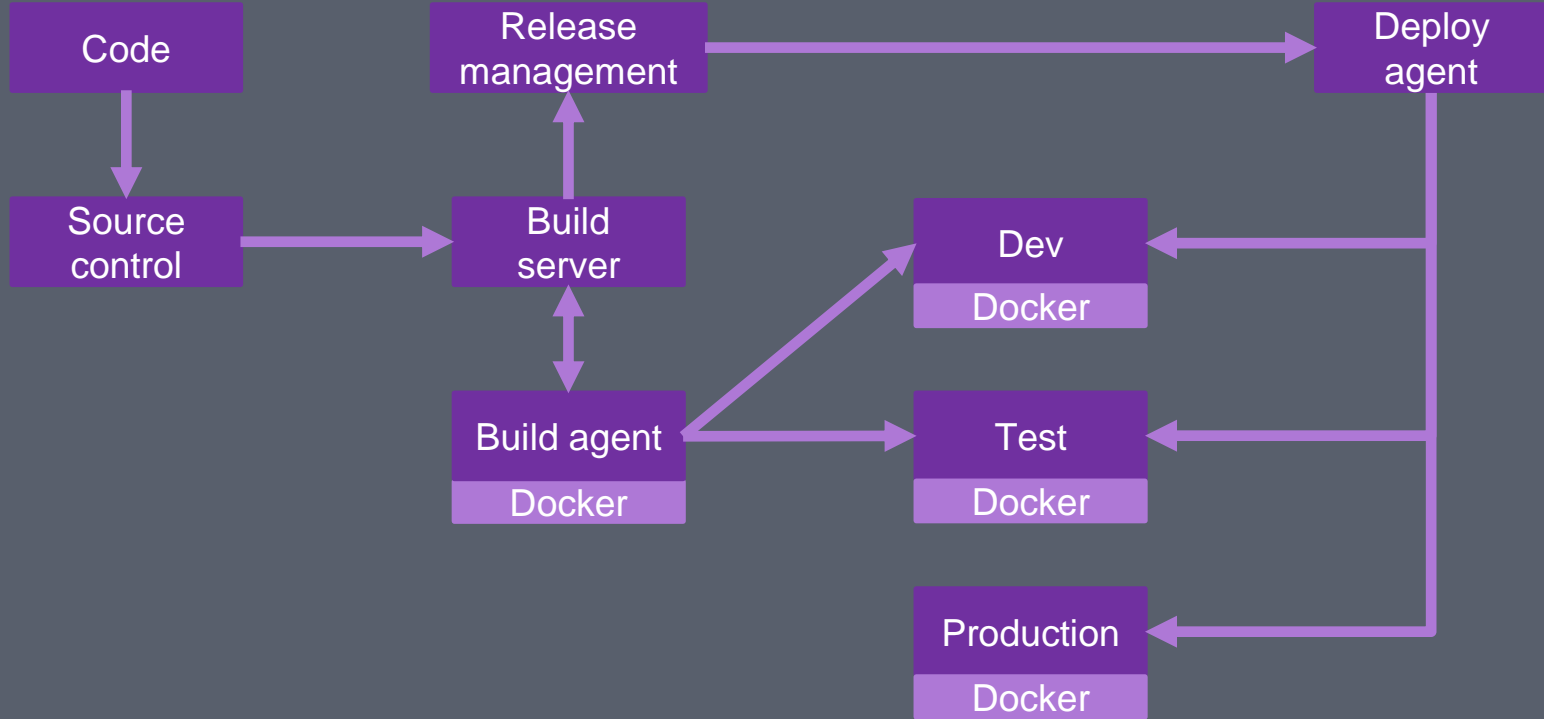 Code
Release
management
Deploy
agent
Source
control
Build
server
Dev
Docker
Build agent
Docker
Test
Docker
Production
Docker